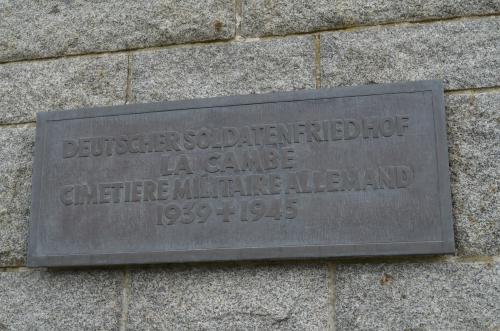 DEUTSCHER SOLDATENFRIEDHOF
LA CAMBE
CIMETIERE MILITAIRE ALLEMAND
1939 + 1945